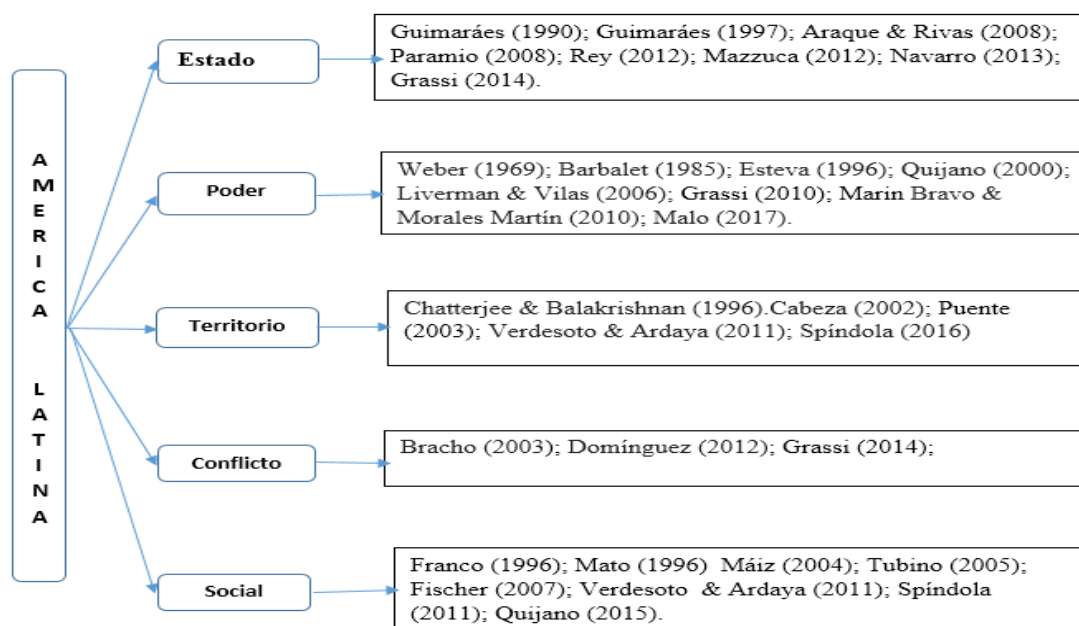 AMERICA LATINA
Estado
Guimaráes (1990); Guimaráes (1997); Araque & Rivas (2008);
Paramio (2008); Rey (2012); Mazzuca (2012); Navarro (2013);
Grassi (2014).
Poder
Weber (1969); Barbalet (1985); Esteva (1996); Quijano (2000);
Liverman & Vilas (2006); Grassi (2010); Marin Bravo &
Morales Martín (2010); Malo (2017).
Territorio
Chatterjee & Balakrishnan (1996).Cabeza (2002); Puente
(2003); Verdesoto & Ardaya (2011); Spíndola (2016)
Conflicto
Bracho (2003); Domínguez (2012); Grassi (2014);
Social
Franco (1996); Mato (1996) Máiz (2004); Tubino (2005);
Fischer (2007); Verdesoto & Ardaya (2011); Spíndola
(2011); Quijano (2015).